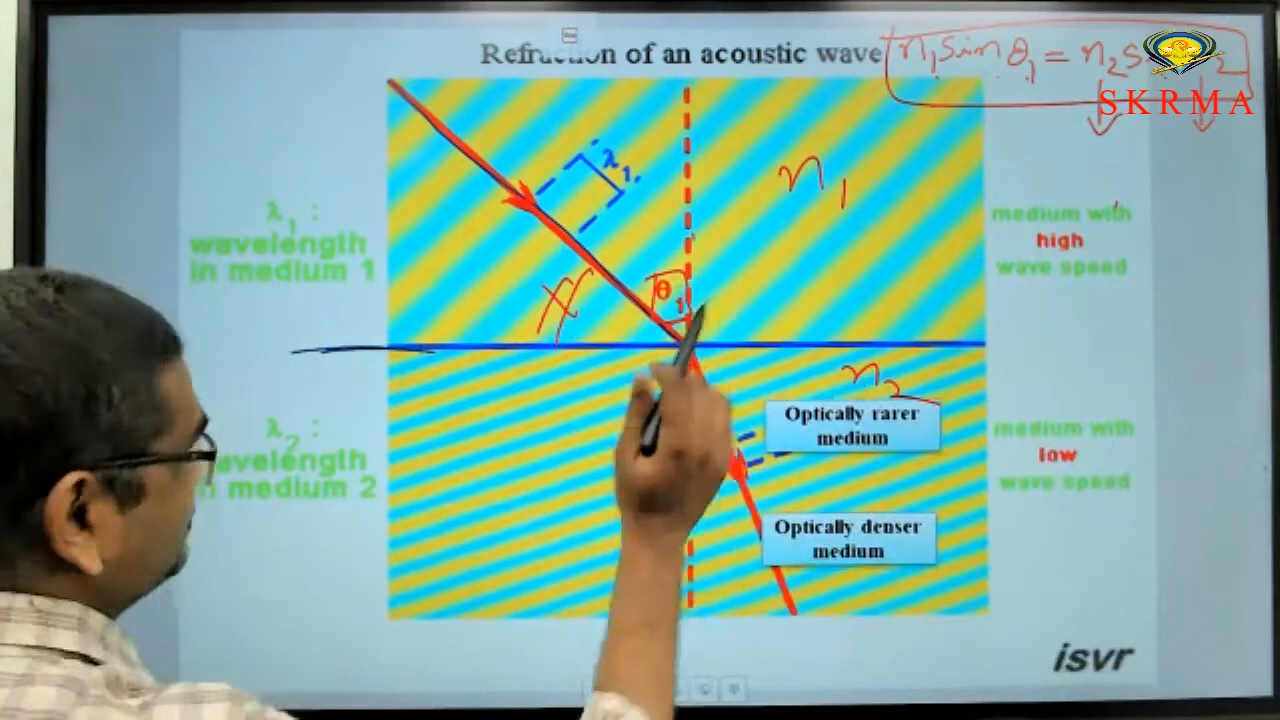 Refraction of an acoustic wave
n₁ sin θ₁ = n₂
SKRMA
λ₁
n₁
λ₁ :
wavelength
in medium 1
medium with
high
wave speed
θ₁
n₂
Optically rarer
medium
λ₂ :
wavelength
medium 2
medium with
low
wave speed
Optically denser
medium
isvr